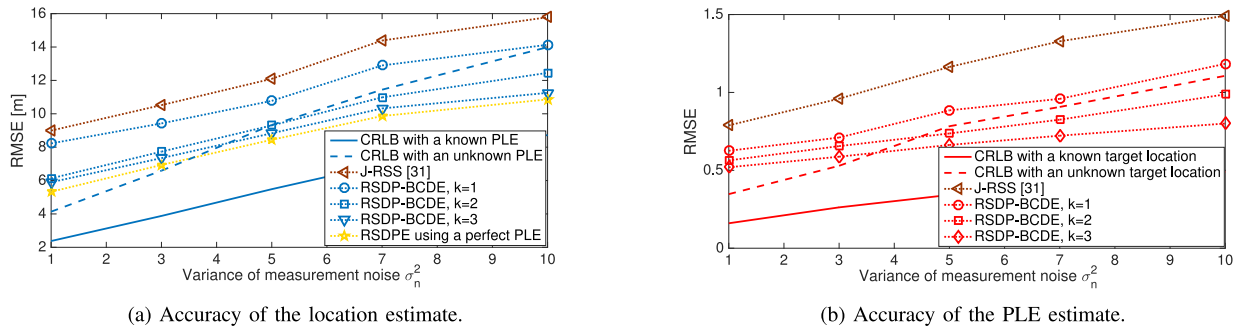 16
14
12
10
8
6
4
2
RMSE [m]
CRLB with a known PLE
CRLB with an unknown PLE
J-RSS [31]
RSDP-BCDE, k=1
RSDP-BCDE, k=2
RSDP-BCDE, k=3
RSDPE using a perfect PLE
1 2 3 4 5 6 7 8 9 10
Variance of measurement noise σ_n^2
(a) Accuracy of the location estimate.
1.5
1
0.5
0
RMSE
CRLB with a known target location
CRLB with an unknown target location
J-RSS [31]
RSDP-BCDE, k=1
RSDP-BCDE, k=2
RSDP-BCDE, k=3
1 2 3 4 5 6 7 8 9 10
Variance of measurement noise σ_n^2
(b) Accuracy of the PLE estimate.